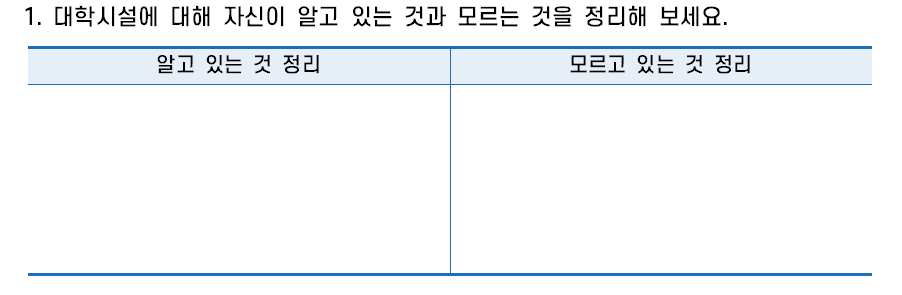 1. 대학시설에 대해 자신이 알고 있는 것과 모르는 것을 정리해 보세요.
알고 있는 것 정리
모르고 있는 것 정리